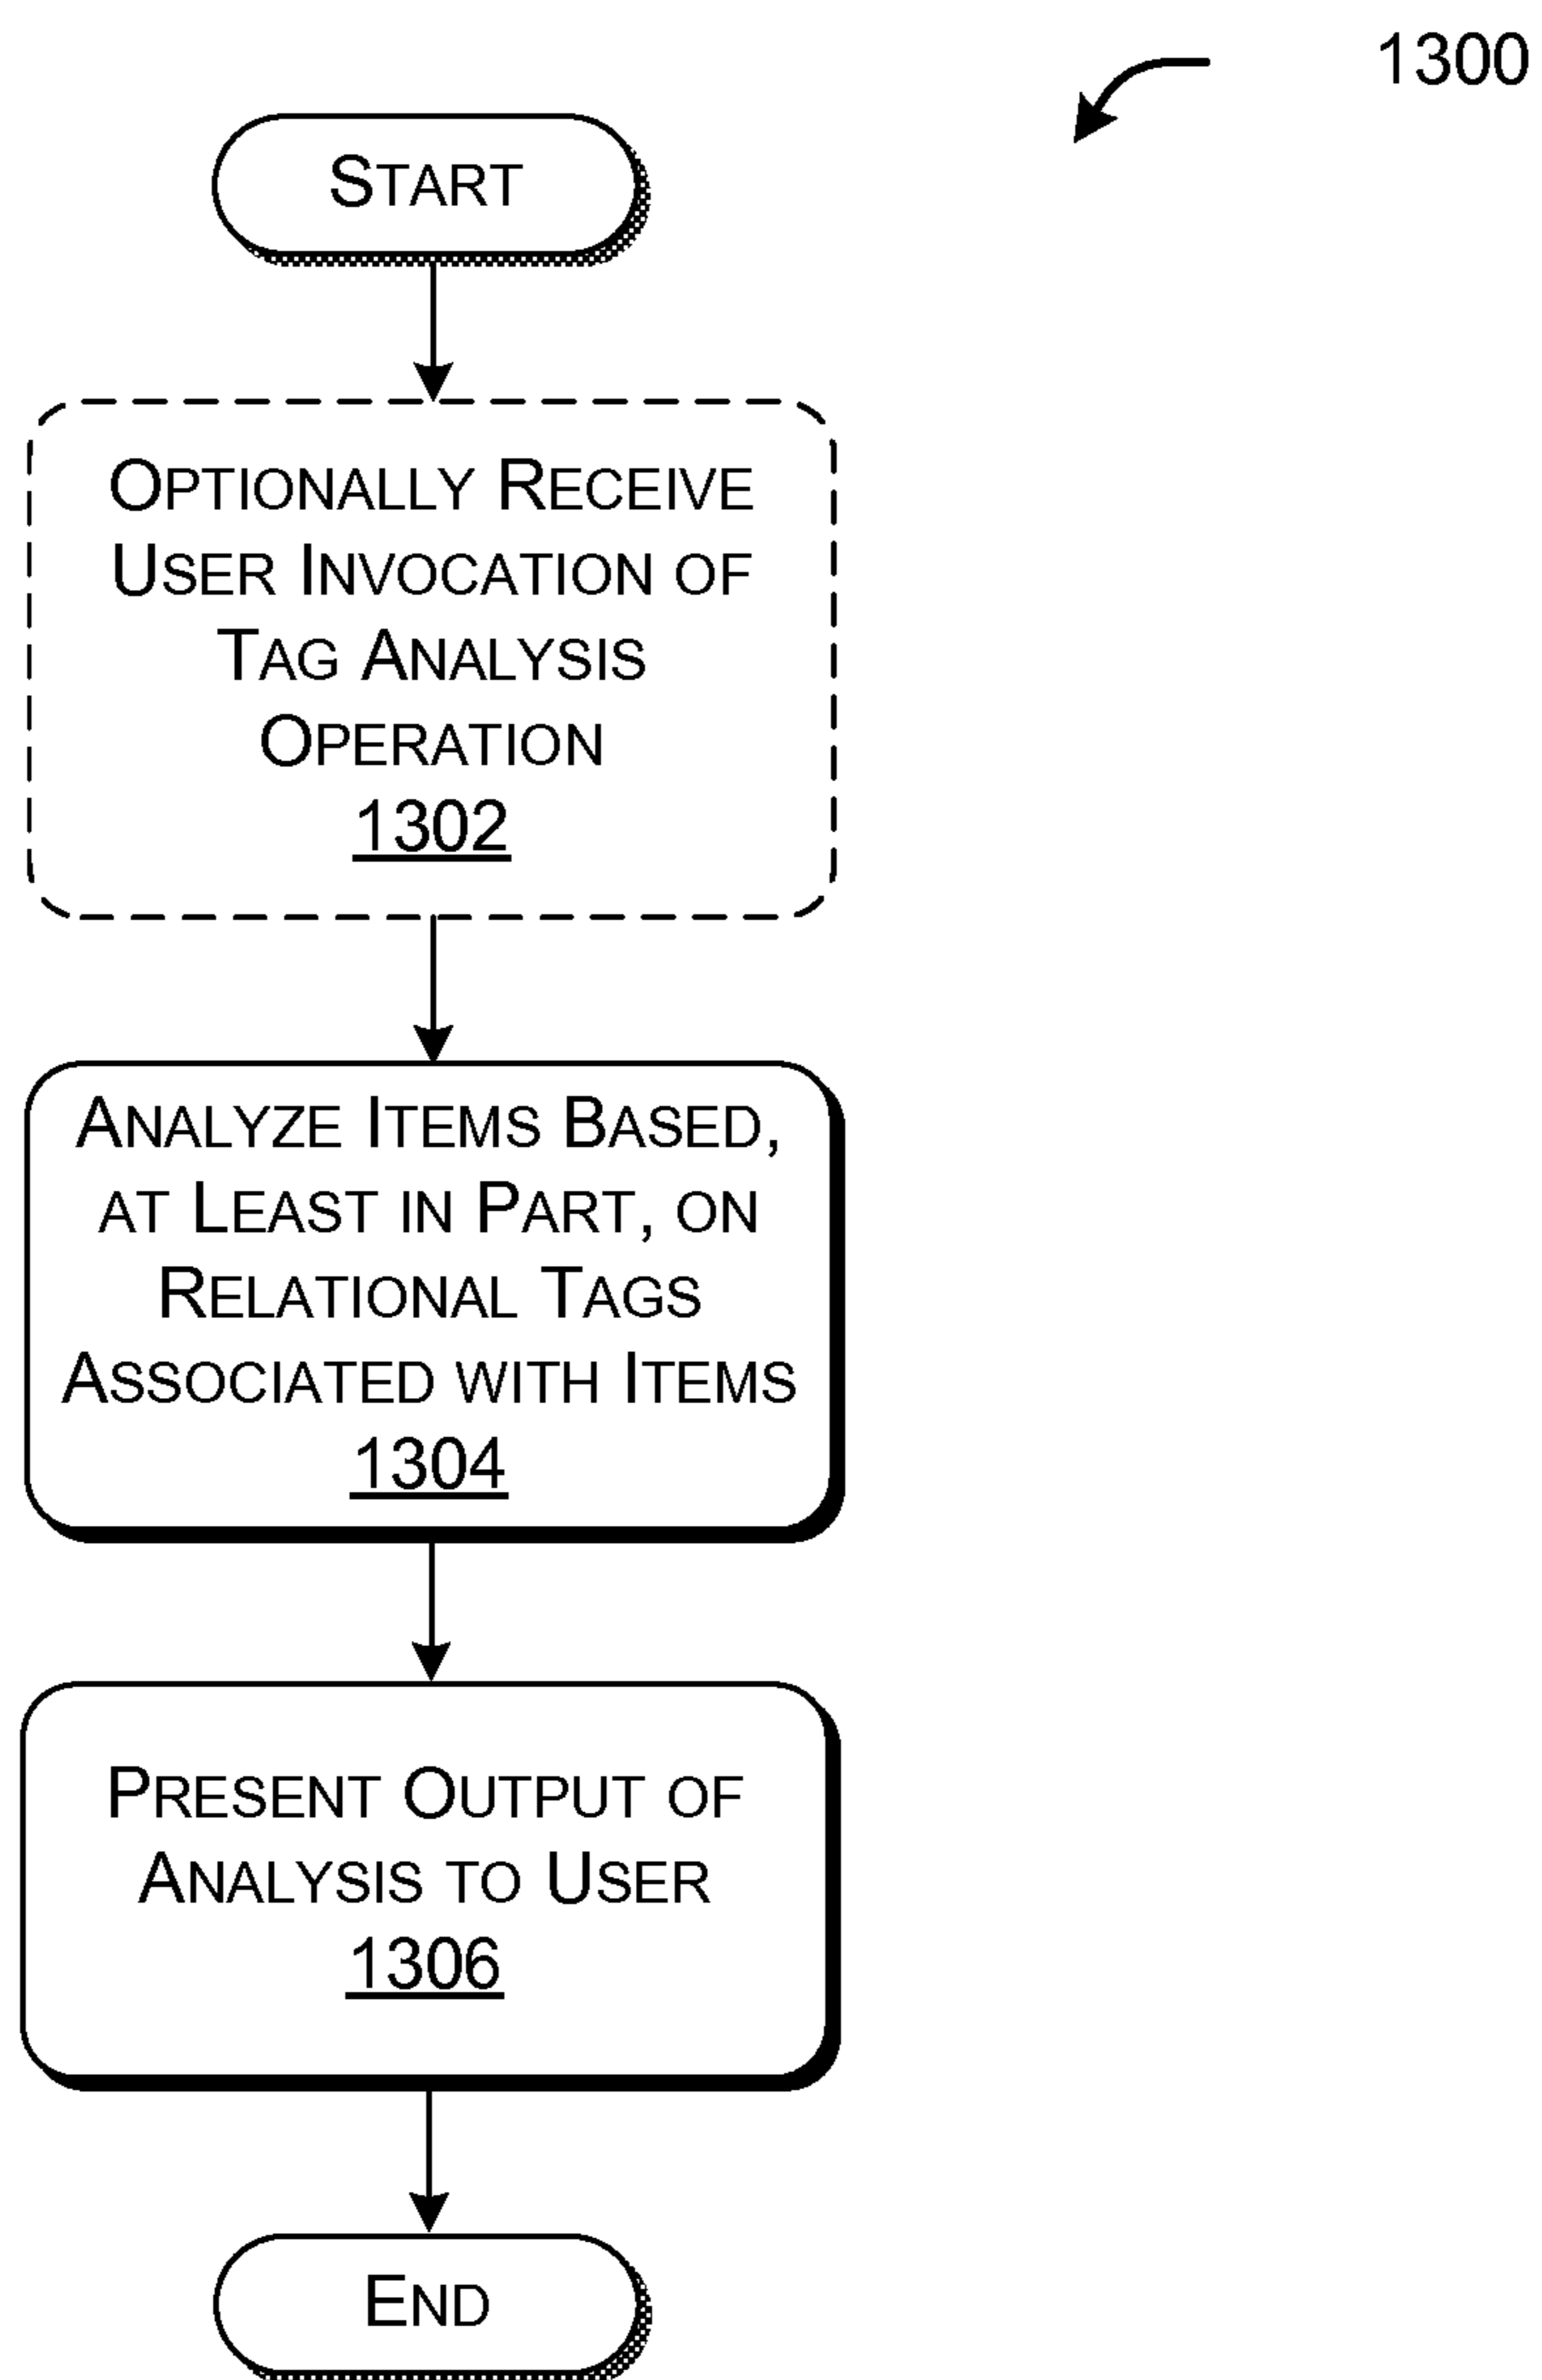 1300
START
OPTIONALLY RECEIVE
USER INVOCATION OF
TAG ANALYSIS
OPERATION
1302
ANALYZE ITEMS BASED,
AT LEAST IN PART, ON
RELATIONAL TAGS
ASSOCIATED WITH ITEMS
1304
PRESENT OUTPUT OF
ANALYSIS TO USER
1306
END